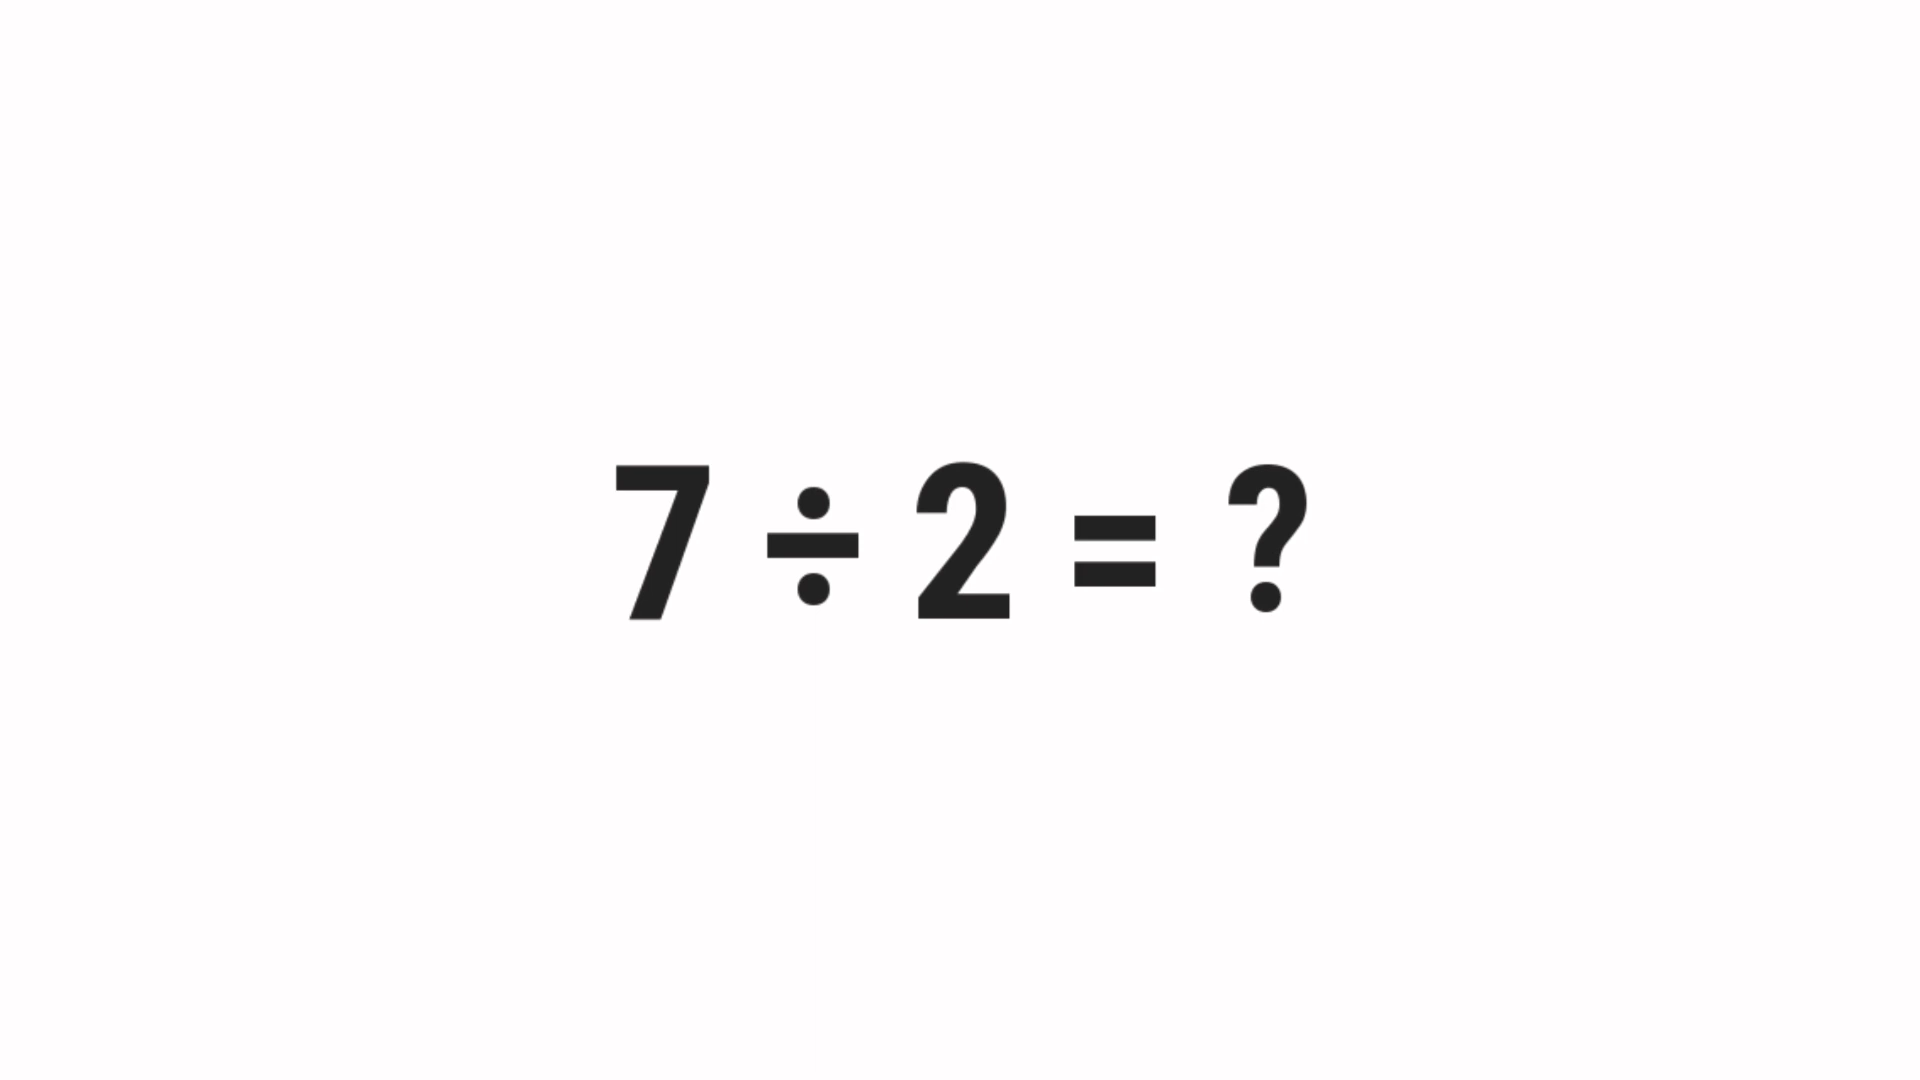 7 ÷ 2 = ?